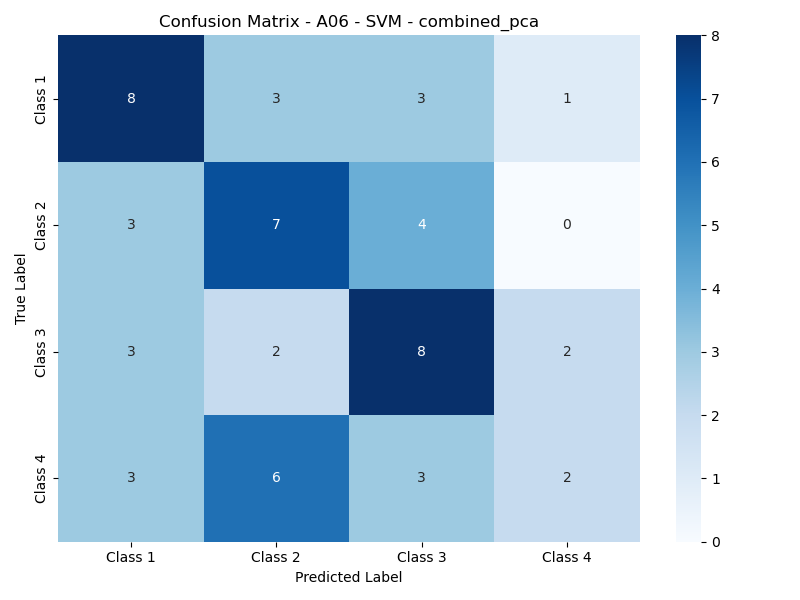 Confusion Matrix - A06 - SVM - combined_pca
True Label
Class 1
8
3
3
1
Class 2
3
7
4
0
Class 3
3
2
8
2
Class 4
3
6
3
2
Class 1
Class 2
Class 3
Class 4
Predicted Label
8
7
6
5
4
3
2
1
0